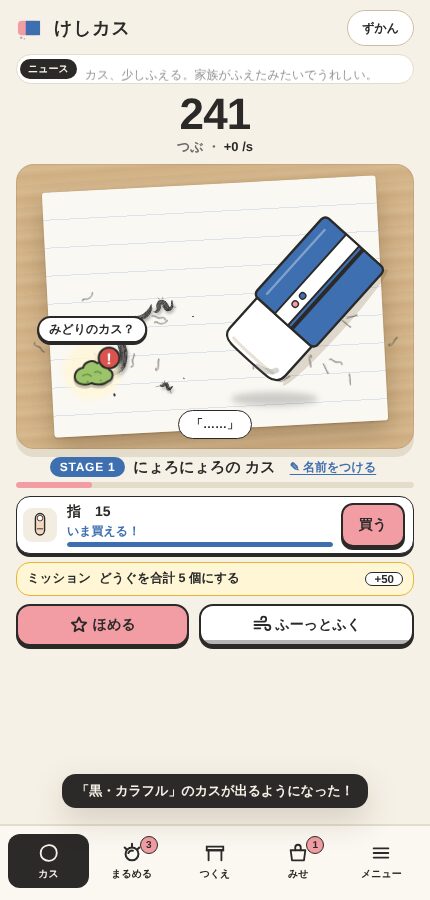 けしカス
ずかん
ニュース
カス、少しふえる。家族がふえたみたいでうれしい。
241
つぶ ・ +0 /s
みどりのカス？
!
「……」
STAGE 1 にょろにょろの カス ✎ 名前をつける
指 15
いま買える！
買う
ミッション どうぐを合計 5 個にする +50
ほめる
ふーっとふく
「黒・カラフル」のカスが出るようになった！
3
1
カス
まるめる
つくえ
みせ
メニュー